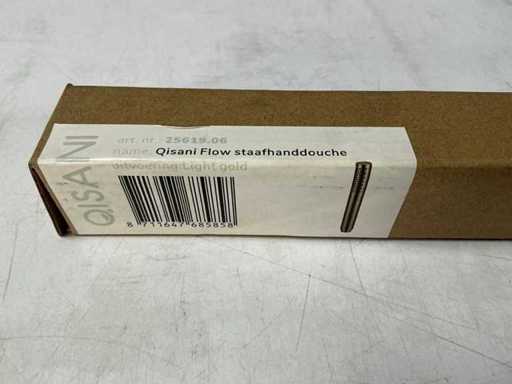 QISANI
art. nr. 25619.06
name: Qisani Flow staafhanddouche
uitvoering: Light gold
8 711647 685858